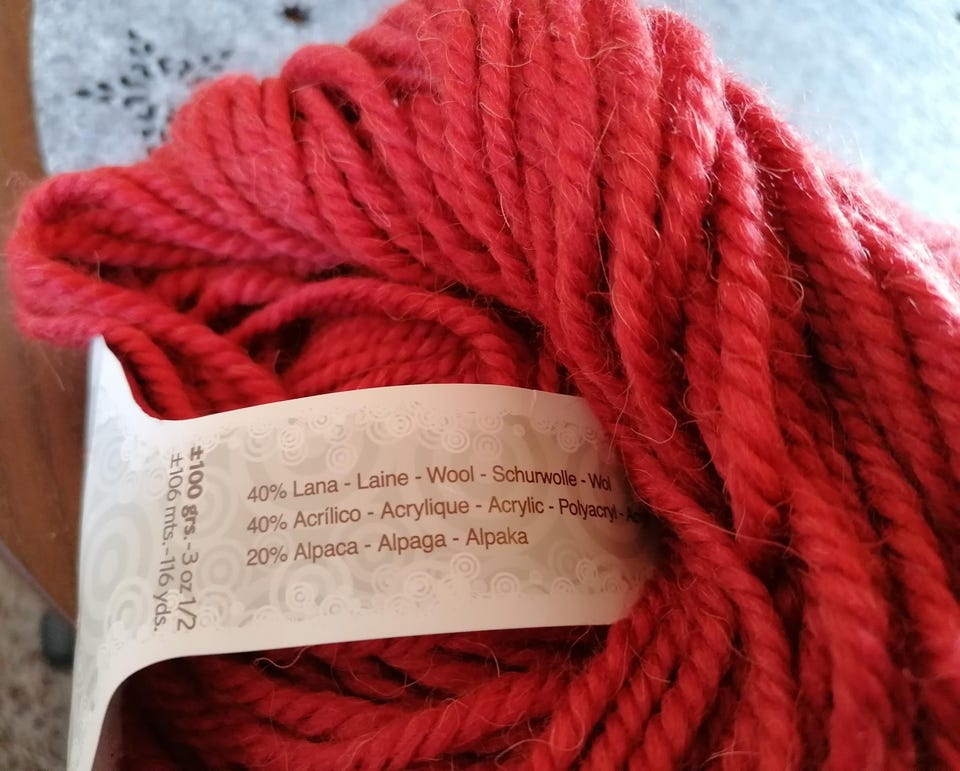 ±100 grs.-3 oz 1/2
±106 mts.-116 yds.
40% Lana - Laine - Wool - Schurwolle - Wol
40% Acrílico - Acrylique - Acrylic - Polyacryl -
20% Alpaca - Alpaga - Alpaka